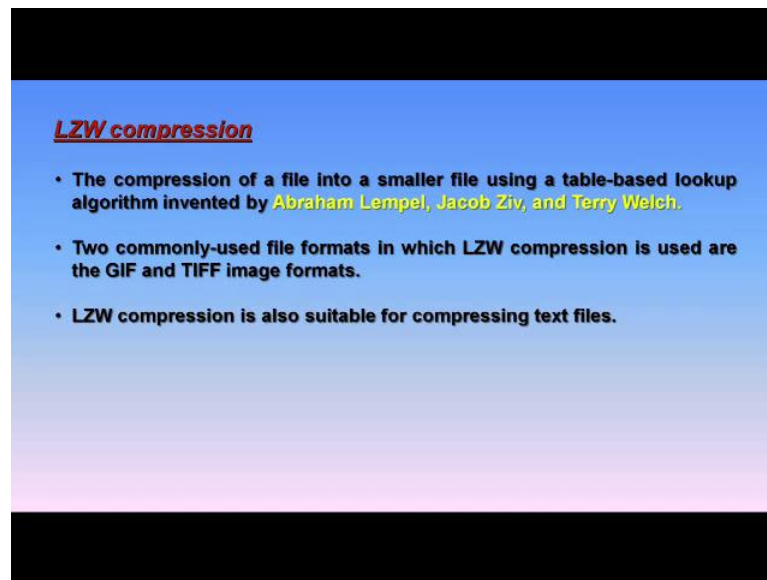 LZW compression
• The compression of a file into a smaller file using a table-based lookup
algorithm invented by Abraham Lempel, Jacob Ziv, and Terry Welch.
• Two commonly-used file formats in which LZW compression is used are
the GIF and TIFF image formats.
• LZW compression is also suitable for compressing text files.